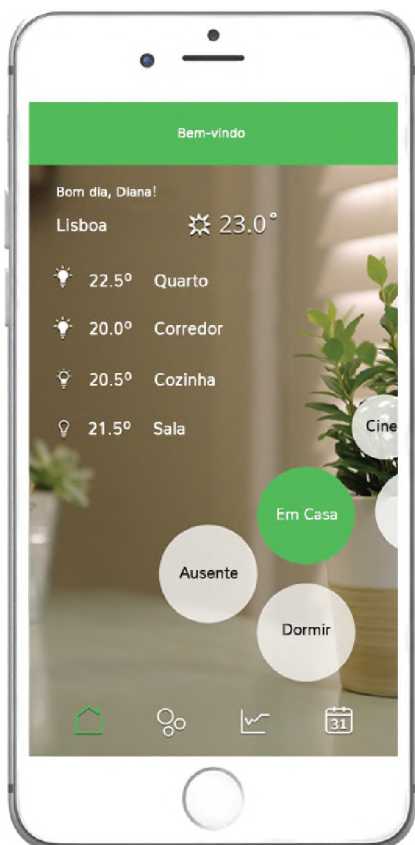 Bem-vindo
Bom dia, Diana!
Lisboa 23.0°
22.5º Quarto
20.0º Corredor
20.5º Cozinha
21.5º Sala
Cine
Em Casa
Ausente
Dormir
31